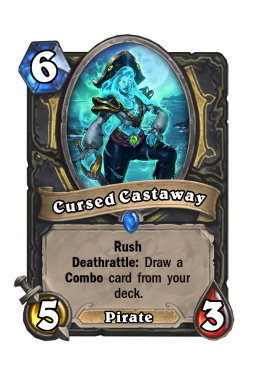 6
Cursed Castaway
Rush
Deathrattle: Draw a
Combo card from your
deck.
5
Pirate
3